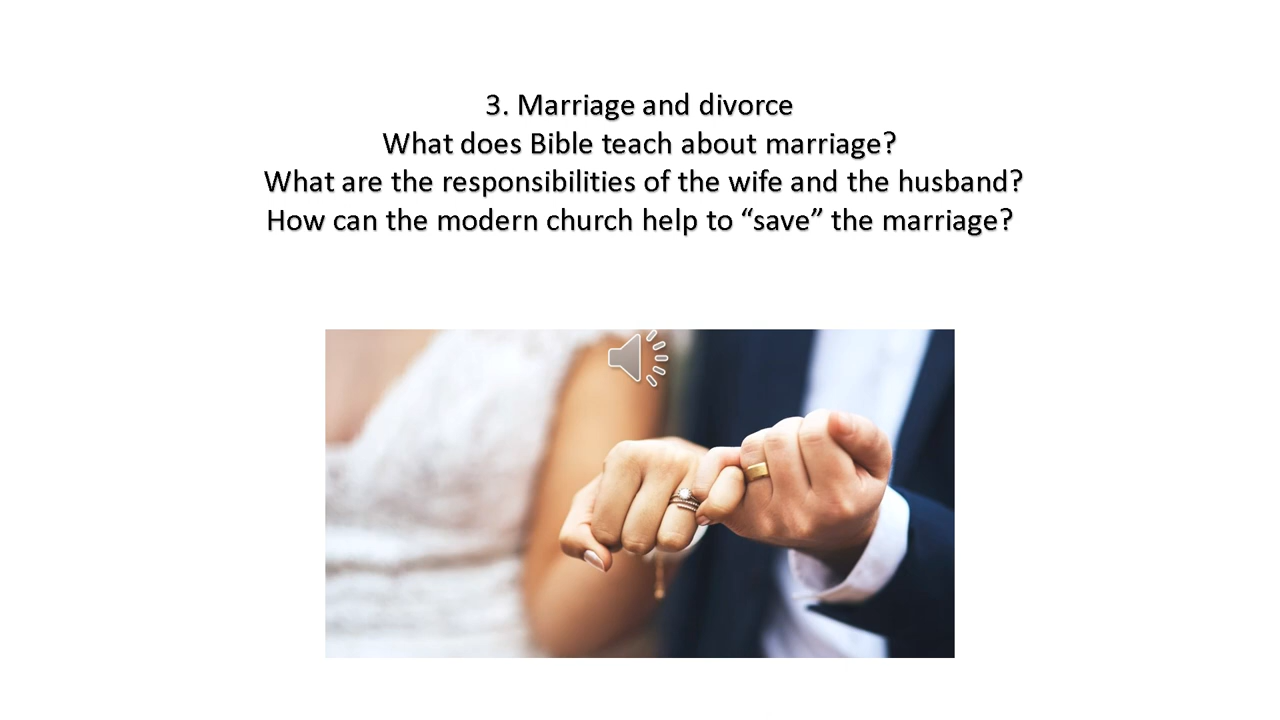 3. Marriage and divorce
What does Bible teach about marriage?
What are the responsibilities of the wife and the husband?
How can the modern church help to “save” the marriage?